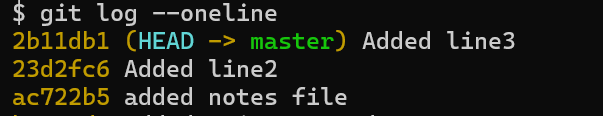 $ git log --oneline
2b11db1 (HEAD -> master) Added line3
23d2fc6 Added line2
ac722b5 added notes file